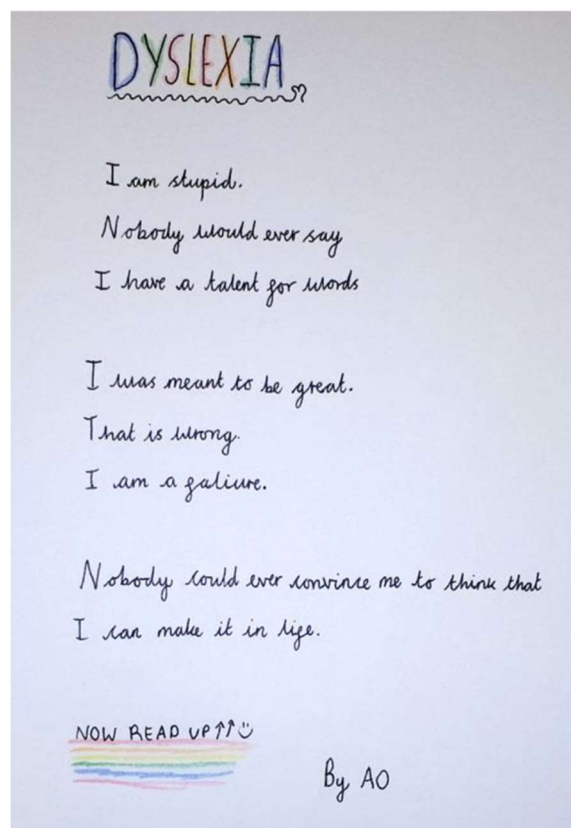 DYSLEXIA
I am stupid.
Nobody would ever say
I have a talent for words
I was meant to be great.
That is wrong.
I am a faliure.
Nobody could ever convince me to think that
I can make it in life.
NOW READ UP ↑↑ :)
By AO